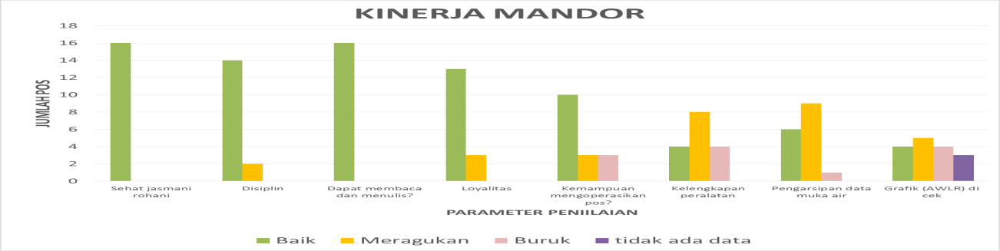 KINERJA MANDOR
JUMLAH POS
18
16
14
12
10
8
6
4
2
0
Sehat jasmani
rohani
Disiplin
Dapat membaca
dan menulis?
Loyalitas
Kemampuan
mengoperasikan
pos?
Kelengkapan
peralatan
Pengarsipan data
muka air
Grafik (AWLR) di
cek
PARAMETER PENIILAIAN
Baik
Meragukan
Buruk
tidak ada data